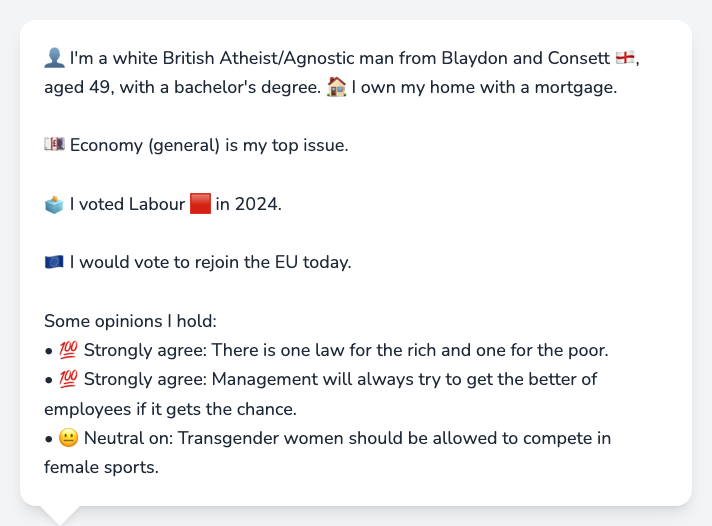 👤 I'm a white British Atheist/Agnostic man from Blaydon and Consett 🏴󠁧󠁢󠁥󠁮󠁧󠁿,
aged 49, with a bachelor's degree. 🏠 I own my home with a mortgage.
💷 Economy (general) is my top issue.
🗳️ I voted Labour 🟥 in 2024.
🇪🇺 I would vote to rejoin the EU today.
Some opinions I hold:
• 💯 Strongly agree: There is one law for the rich and one for the poor.
• 💯 Strongly agree: Management will always try to get the better of
employees if it gets the chance.
• 😐 Neutral on: Transgender women should be allowed to compete in
female sports.